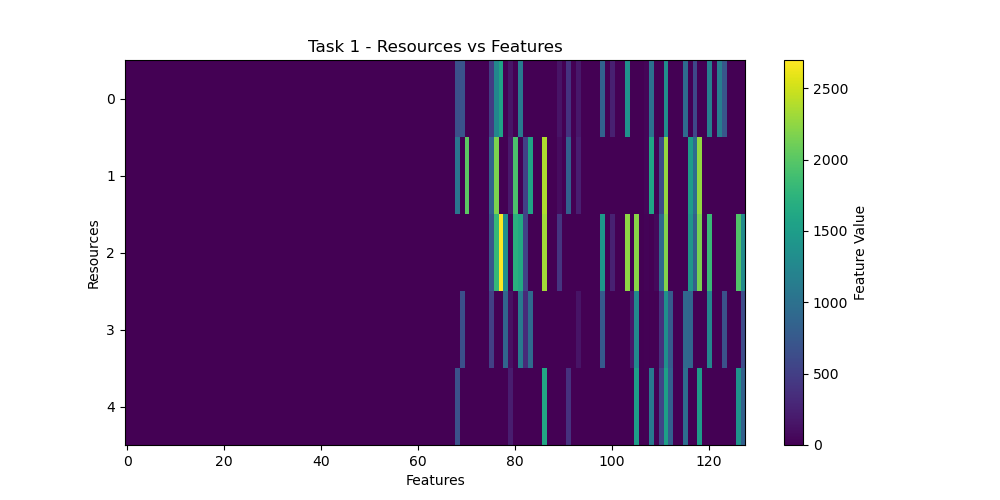 Task 1 - Resources vs Features
Resources
0
1
2
3
4
0 20 40 60 80 100 120
Features
2500
2000
1500
1000
500
0
Feature Value